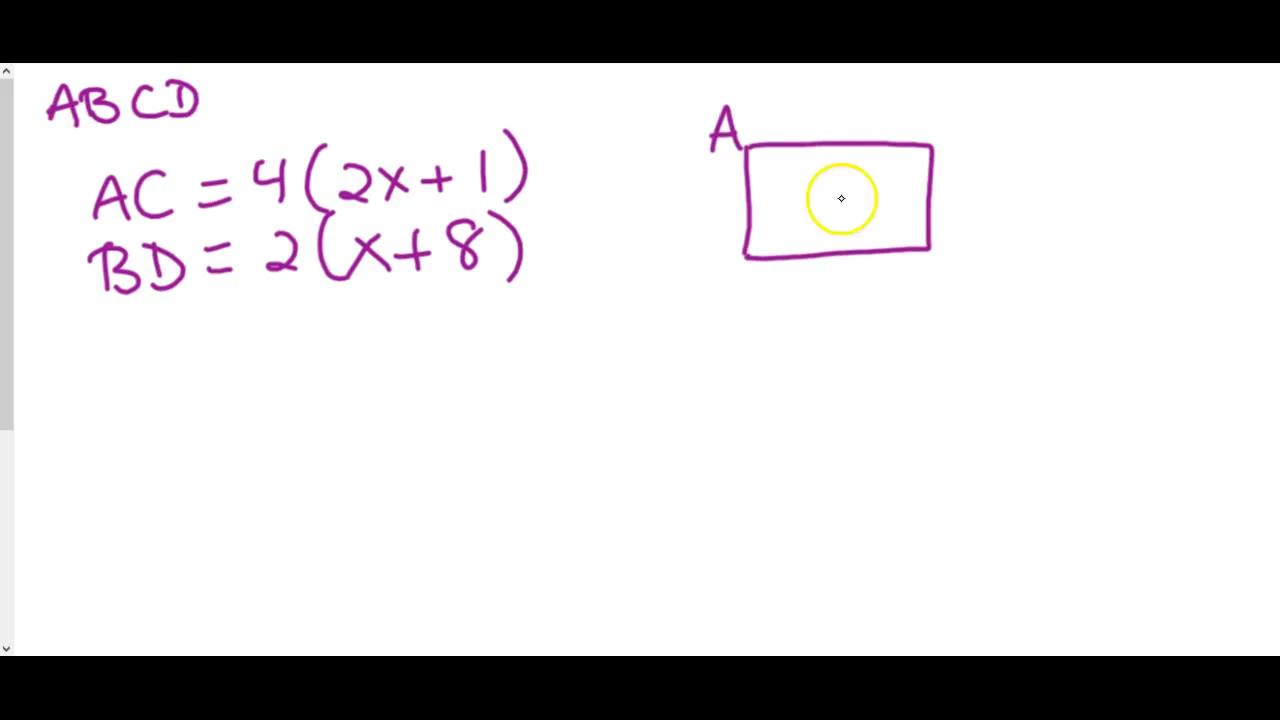 ABCD
AC = 4(2x+1)
BD = 2(x+8)
A